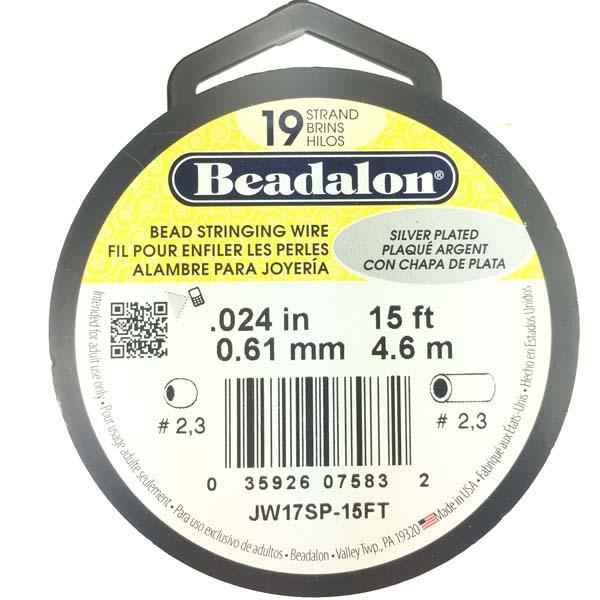 19 STRAND
BRINS
HILOS
Beadalon®
BEAD STRINGING WIRE
FIL POUR ENFILER LES PERLES
ALAMBRE PARA JOYERÍA
SILVER PLATED
PLAQUÉ ARGENT
CON CHAPA DE PLATA
.024 in 15 ft
0.61 mm 4.6 m
# 2,3
# 2,3
0 35926 07583 2
JW17SP-15FT
Intended for adult use only • Pour usage adulte seulement • Para uso exclusivo de adultos • Beadalon • Valley Twp., PA 19320 Made in USA • Fabriqué aux États-Unis • Hecho en Estados Unidos